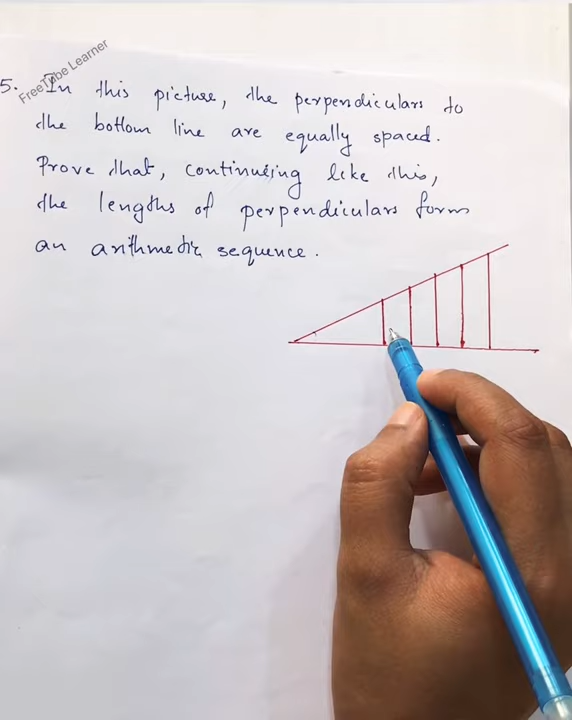 FreeTube Learner
5. In this picture, the perpendiculars to
the bottom line are equally spaced.
Prove that, continuing like this,
the lengths of perpendiculars form
an arithmetic sequence.